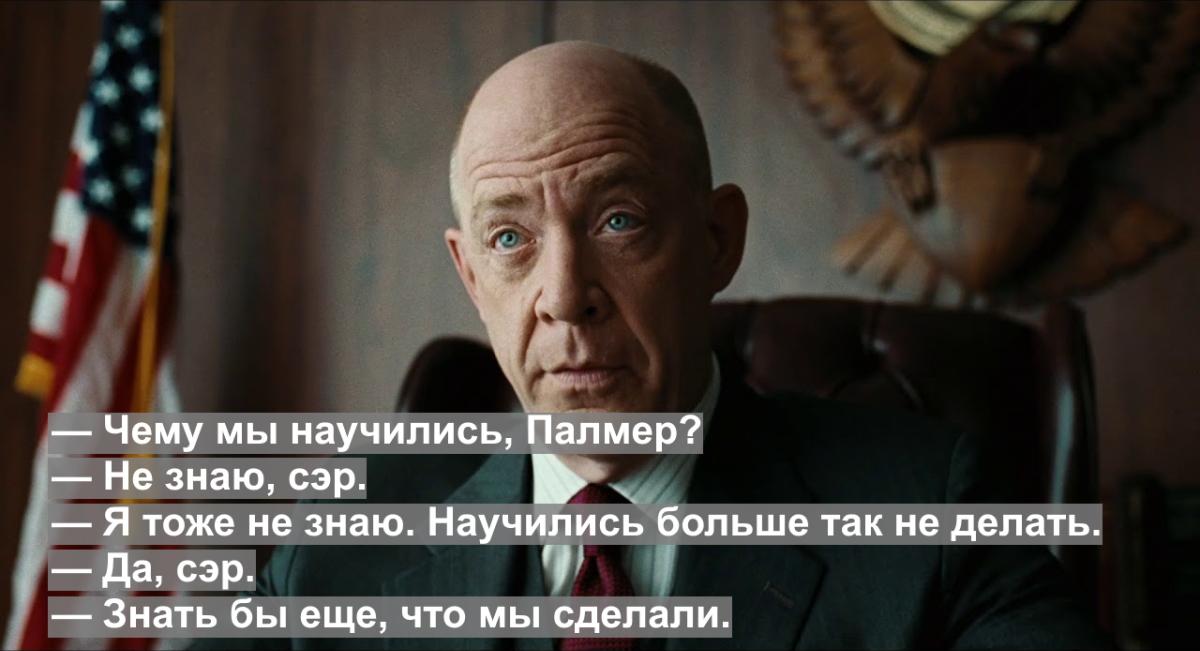 — Чему мы научились, Палмер?
— Не знаю, сэр.
— Я тоже не знаю. Научились больше так не делать.
— Да, сэр.
— Знать бы еще, что мы сделали.